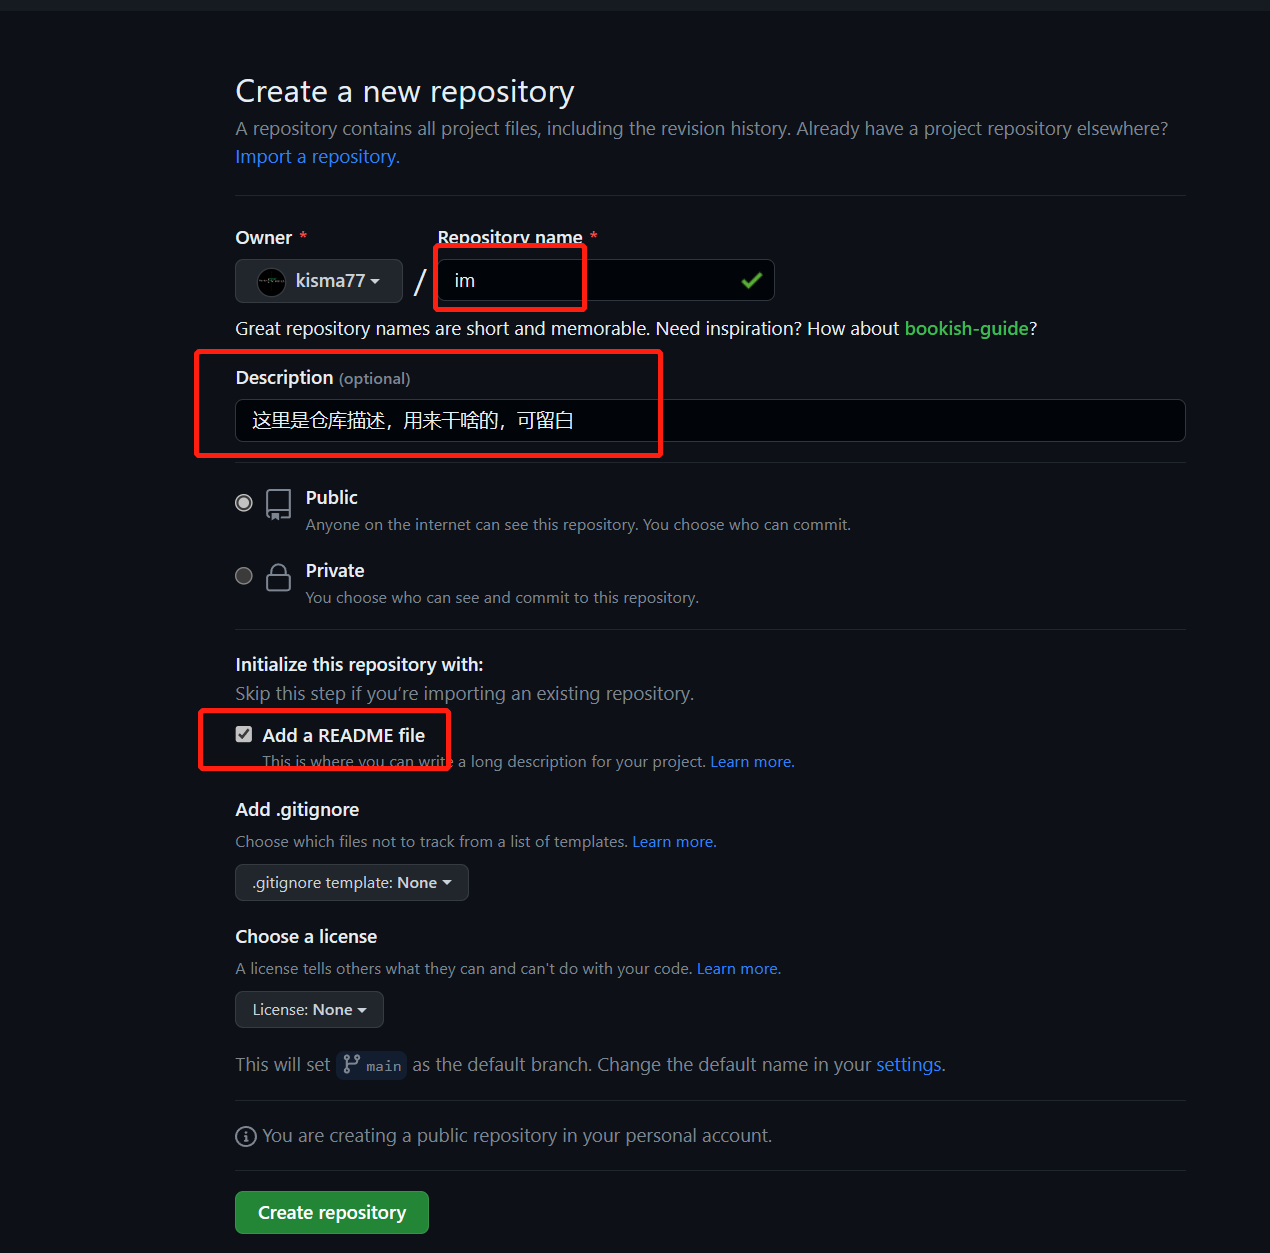 Create a new repository
A repository contains all project files, including the revision history. Already have a project repository elsewhere?
Import a repository.
Owner * Repository name *
kisma77 / im
Great repository names are short and memorable. Need inspiration? How about bookish-guide?
Description (optional)
这里是仓库描述，用来干啥的，可留白
Public
Anyone on the internet can see this repository. You choose who can commit.
Private
You choose who can see and commit to this repository.
Initialize this repository with:
Skip this step if you're importing an existing repository.
Add a README file
This is where you can write a long description for your project. Learn more.
Add .gitignore
Choose which files not to track from a list of templates. Learn more.
.gitignore template: None
Choose a license
A license tells others what they can and can't do with your code. Learn more.
License: None
This will set main as the default branch. Change the default name in your settings.
You are creating a public repository in your personal account.
Create repository